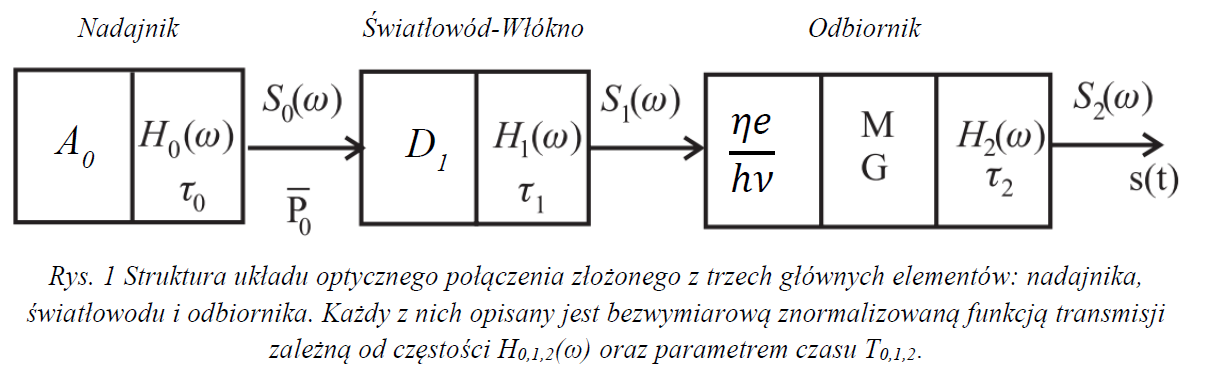 Nadajnik Światłowód-Włókno Odbiornik
A₀ H₀(ω) τ₀
S₀(ω)
P̅₀
D₁ H₁(ω) τ₁
S₁(ω)
ηe/hν
M
G
H₂(ω) τ₂
S₂(ω)
s(t)
Rys. 1 Struktura układu optycznego połączenia złożonego z trzech głównych elementów: nadajnika,
światłowodu i odbiornika. Każdy z nich opisany jest bezwymiarową znormalizowaną funkcją transmisji
zależną od częstości H₀,₁,₂(ω) oraz parametrem czasu T₀,₁,₂.